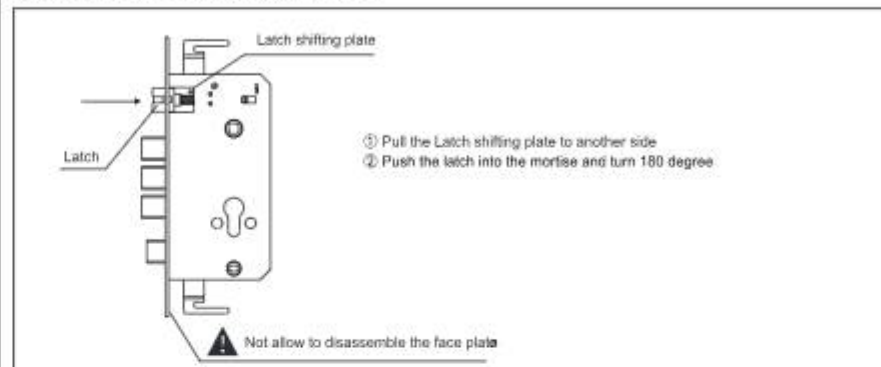 Latch shifting plate
Latch
① Pull the Latch shifting plate to another side
② Push the latch into the mortise and turn 180 degree
Not allow to disassemble the face plate